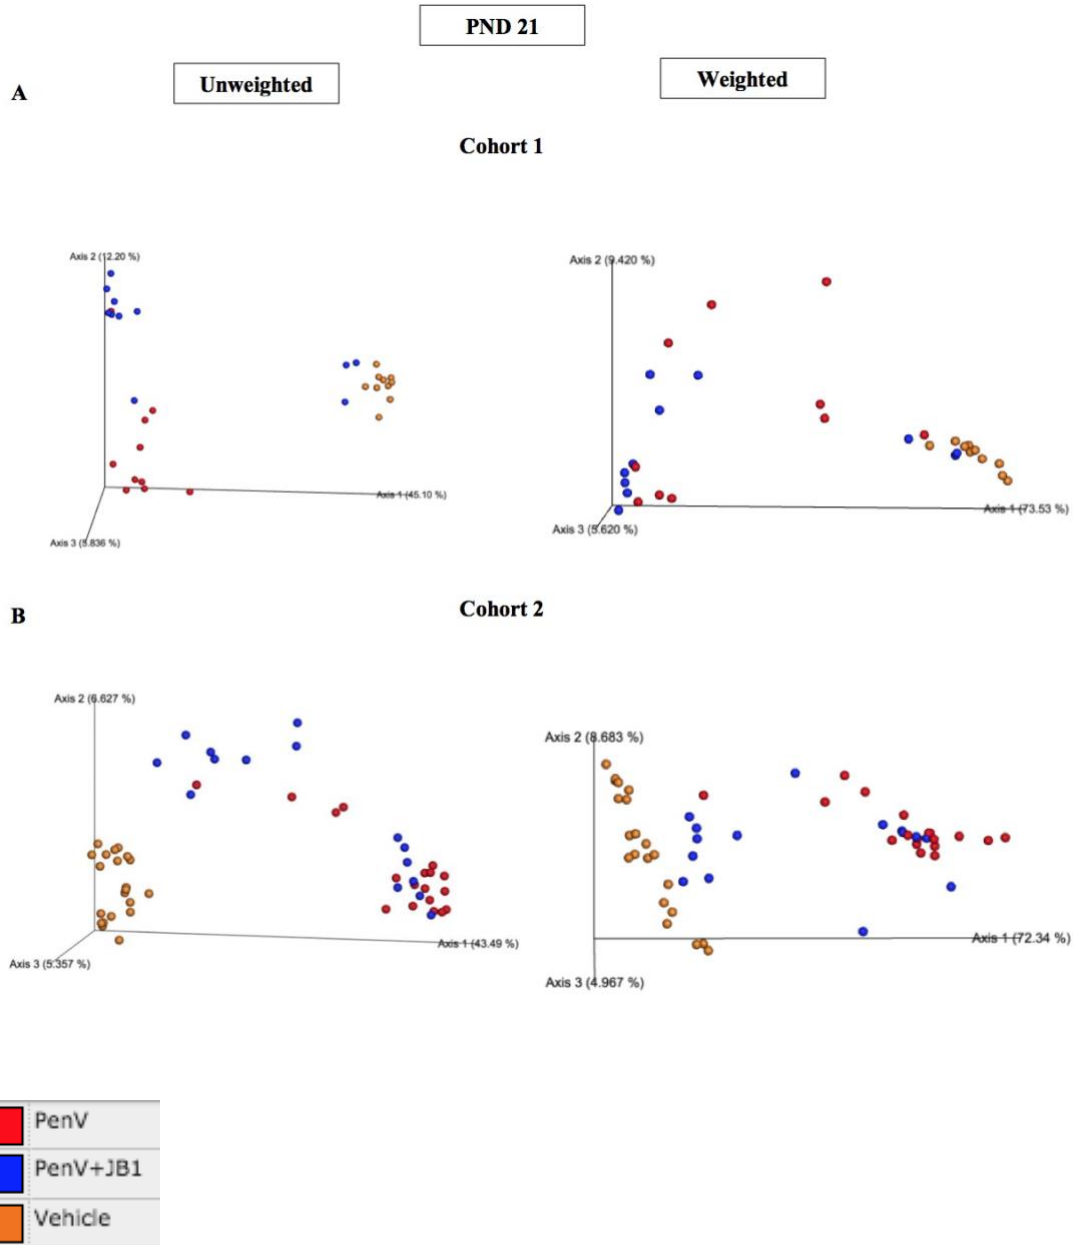 PND 21
Unweighted
Weighted
A
Cohort 1
Axis 2 (12.20 %)
Axis 1 (45.10 %)
Axis 3 (5.836 %)
Axis 2 (9.420 %)
Axis 1 (73.53 %)
Axis 3 (5.620 %)
B
Cohort 2
Axis 2 (6.627 %)
Axis 1 (43.49 %)
Axis 3 (5.357 %)
Axis 2 (8.683 %)
Axis 1 (72.34 %)
Axis 3 (4.967 %)
PenV
PenV+JB1
Vehicle